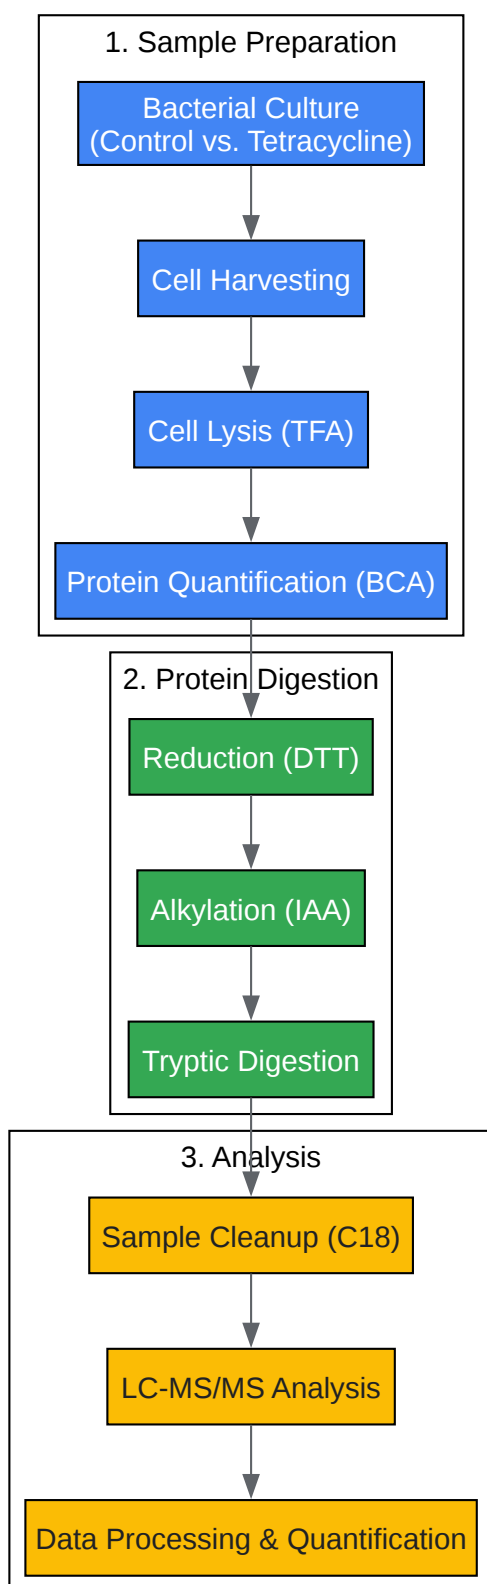 1. Sample Preparation
Bacterial Culture
(Control vs. Tetracycline)
Cell Harvesting
Cell Lysis (TFA)
Protein Quantification (BCA)
2. Protein Digestion
Reduction (DTT)
Alkylation (IAA)
Tryptic Digestion
3. Analysis
Sample Cleanup (C18)
LC-MS/MS Analysis
Data Processing & Quantification